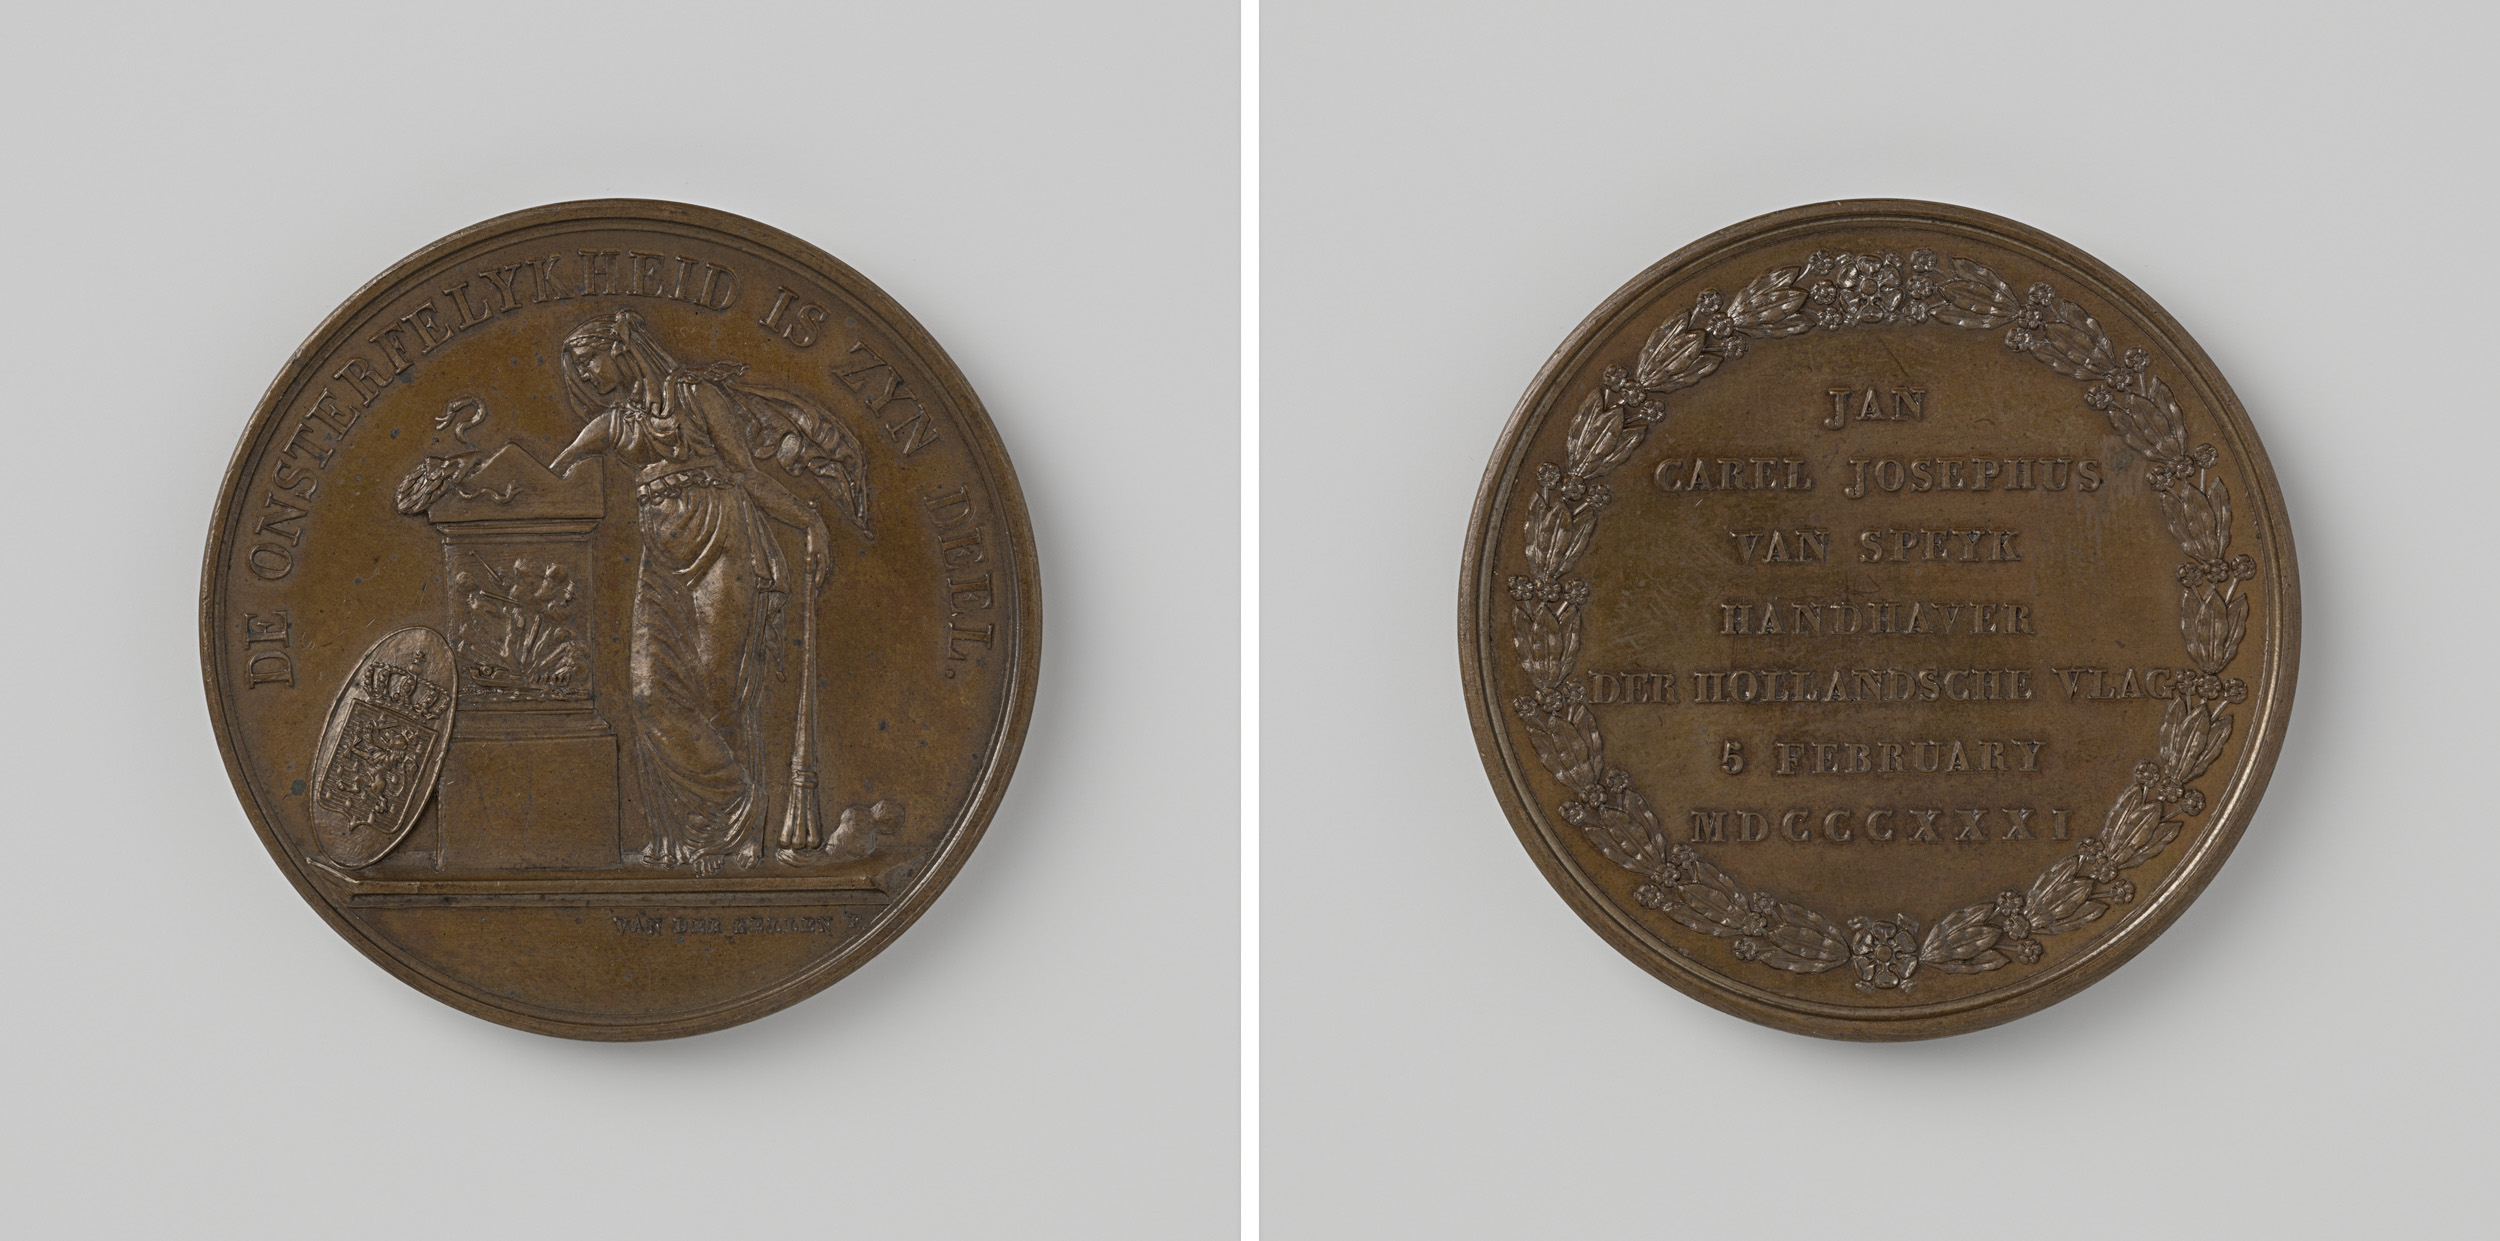 DE ONSTERFELYKHEID IS ZYN DEEL.
VAN DER KELLEN F.
JAN
CAREL JOSEPHUS
VAN SPEYK
HANDHAVER
DER HOLLANDSCHE VLAG
5 FEBRUARY
MDCCCXXXI